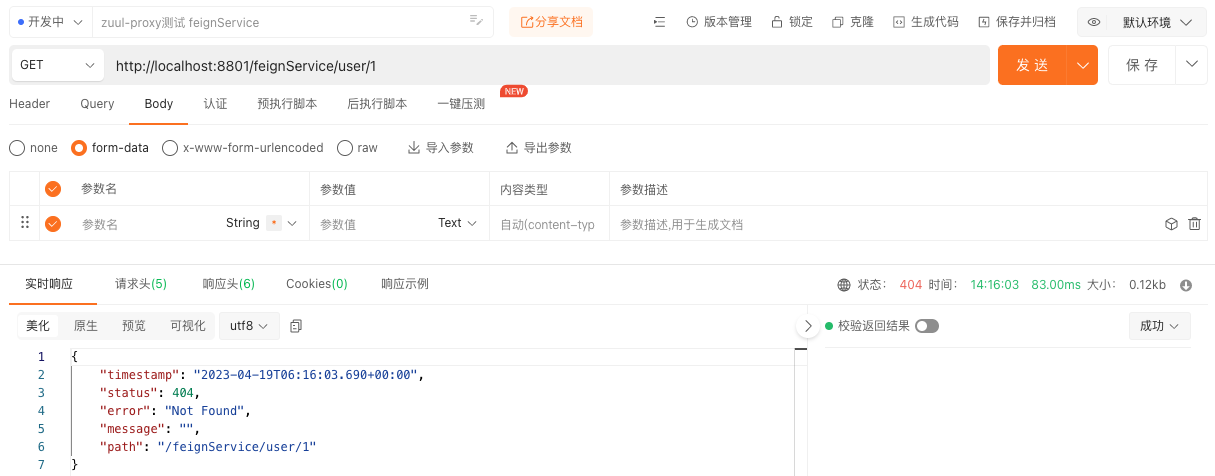 开发中 zuul-proxy测试 feignService 分享文档 版本管理 锁定 克隆 生成代码 保存并归档 默认环境
GET http://localhost:8801/feignService/user/1 发 送 保 存
Header Query Body 认证 预执行脚本 后执行脚本 一键压测 NEW
none form-data x-www-form-urlencoded raw 导入参数 导出参数
参数名 参数值 内容类型 参数描述
参数名 String * 参数值 Text 自动(content-typ 参数描述,用于生成文档
实时响应 请求头(5) 响应头(6) Cookies(0) 响应示例 状态: 404 时间: 14:16:03 83.00ms 大小: 0.12kb
美化 原生 预览 可视化 utf8 校验返回结果 成功
1 {
2 "timestamp": "2023-04-19T06:16:03.690+00:00",
3 "status": 404,
4 "error": "Not Found",
5 "message": "",
6 "path": "/feignService/user/1"
7 }